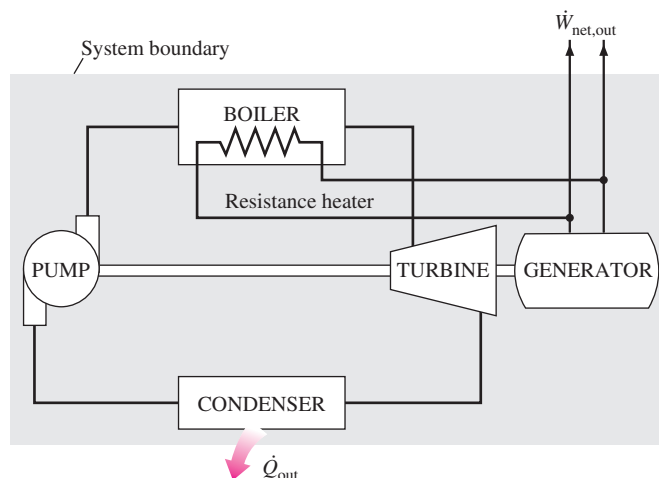 Ẇnet,out
System boundary
BOILER
Resistance heater
PUMP
TURBINE
GENERATOR
CONDENSER
Q̇out